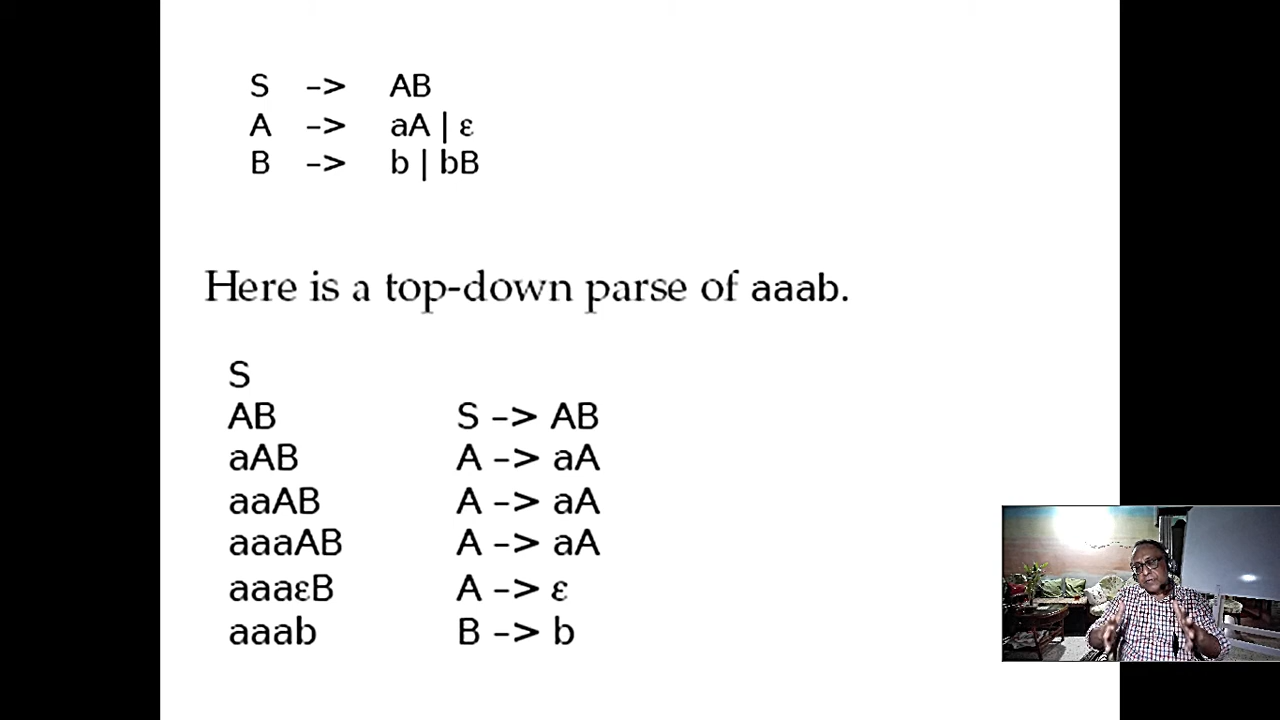 S –> AB
A –> aA | ε
B –> b | bB
Here is a top-down parse of aaab.
S
AB S –> AB
aAB A –> aA
aaAB A –> aA
aaaAB A –> aA
aaaεB A –> ε
aaab B –> b